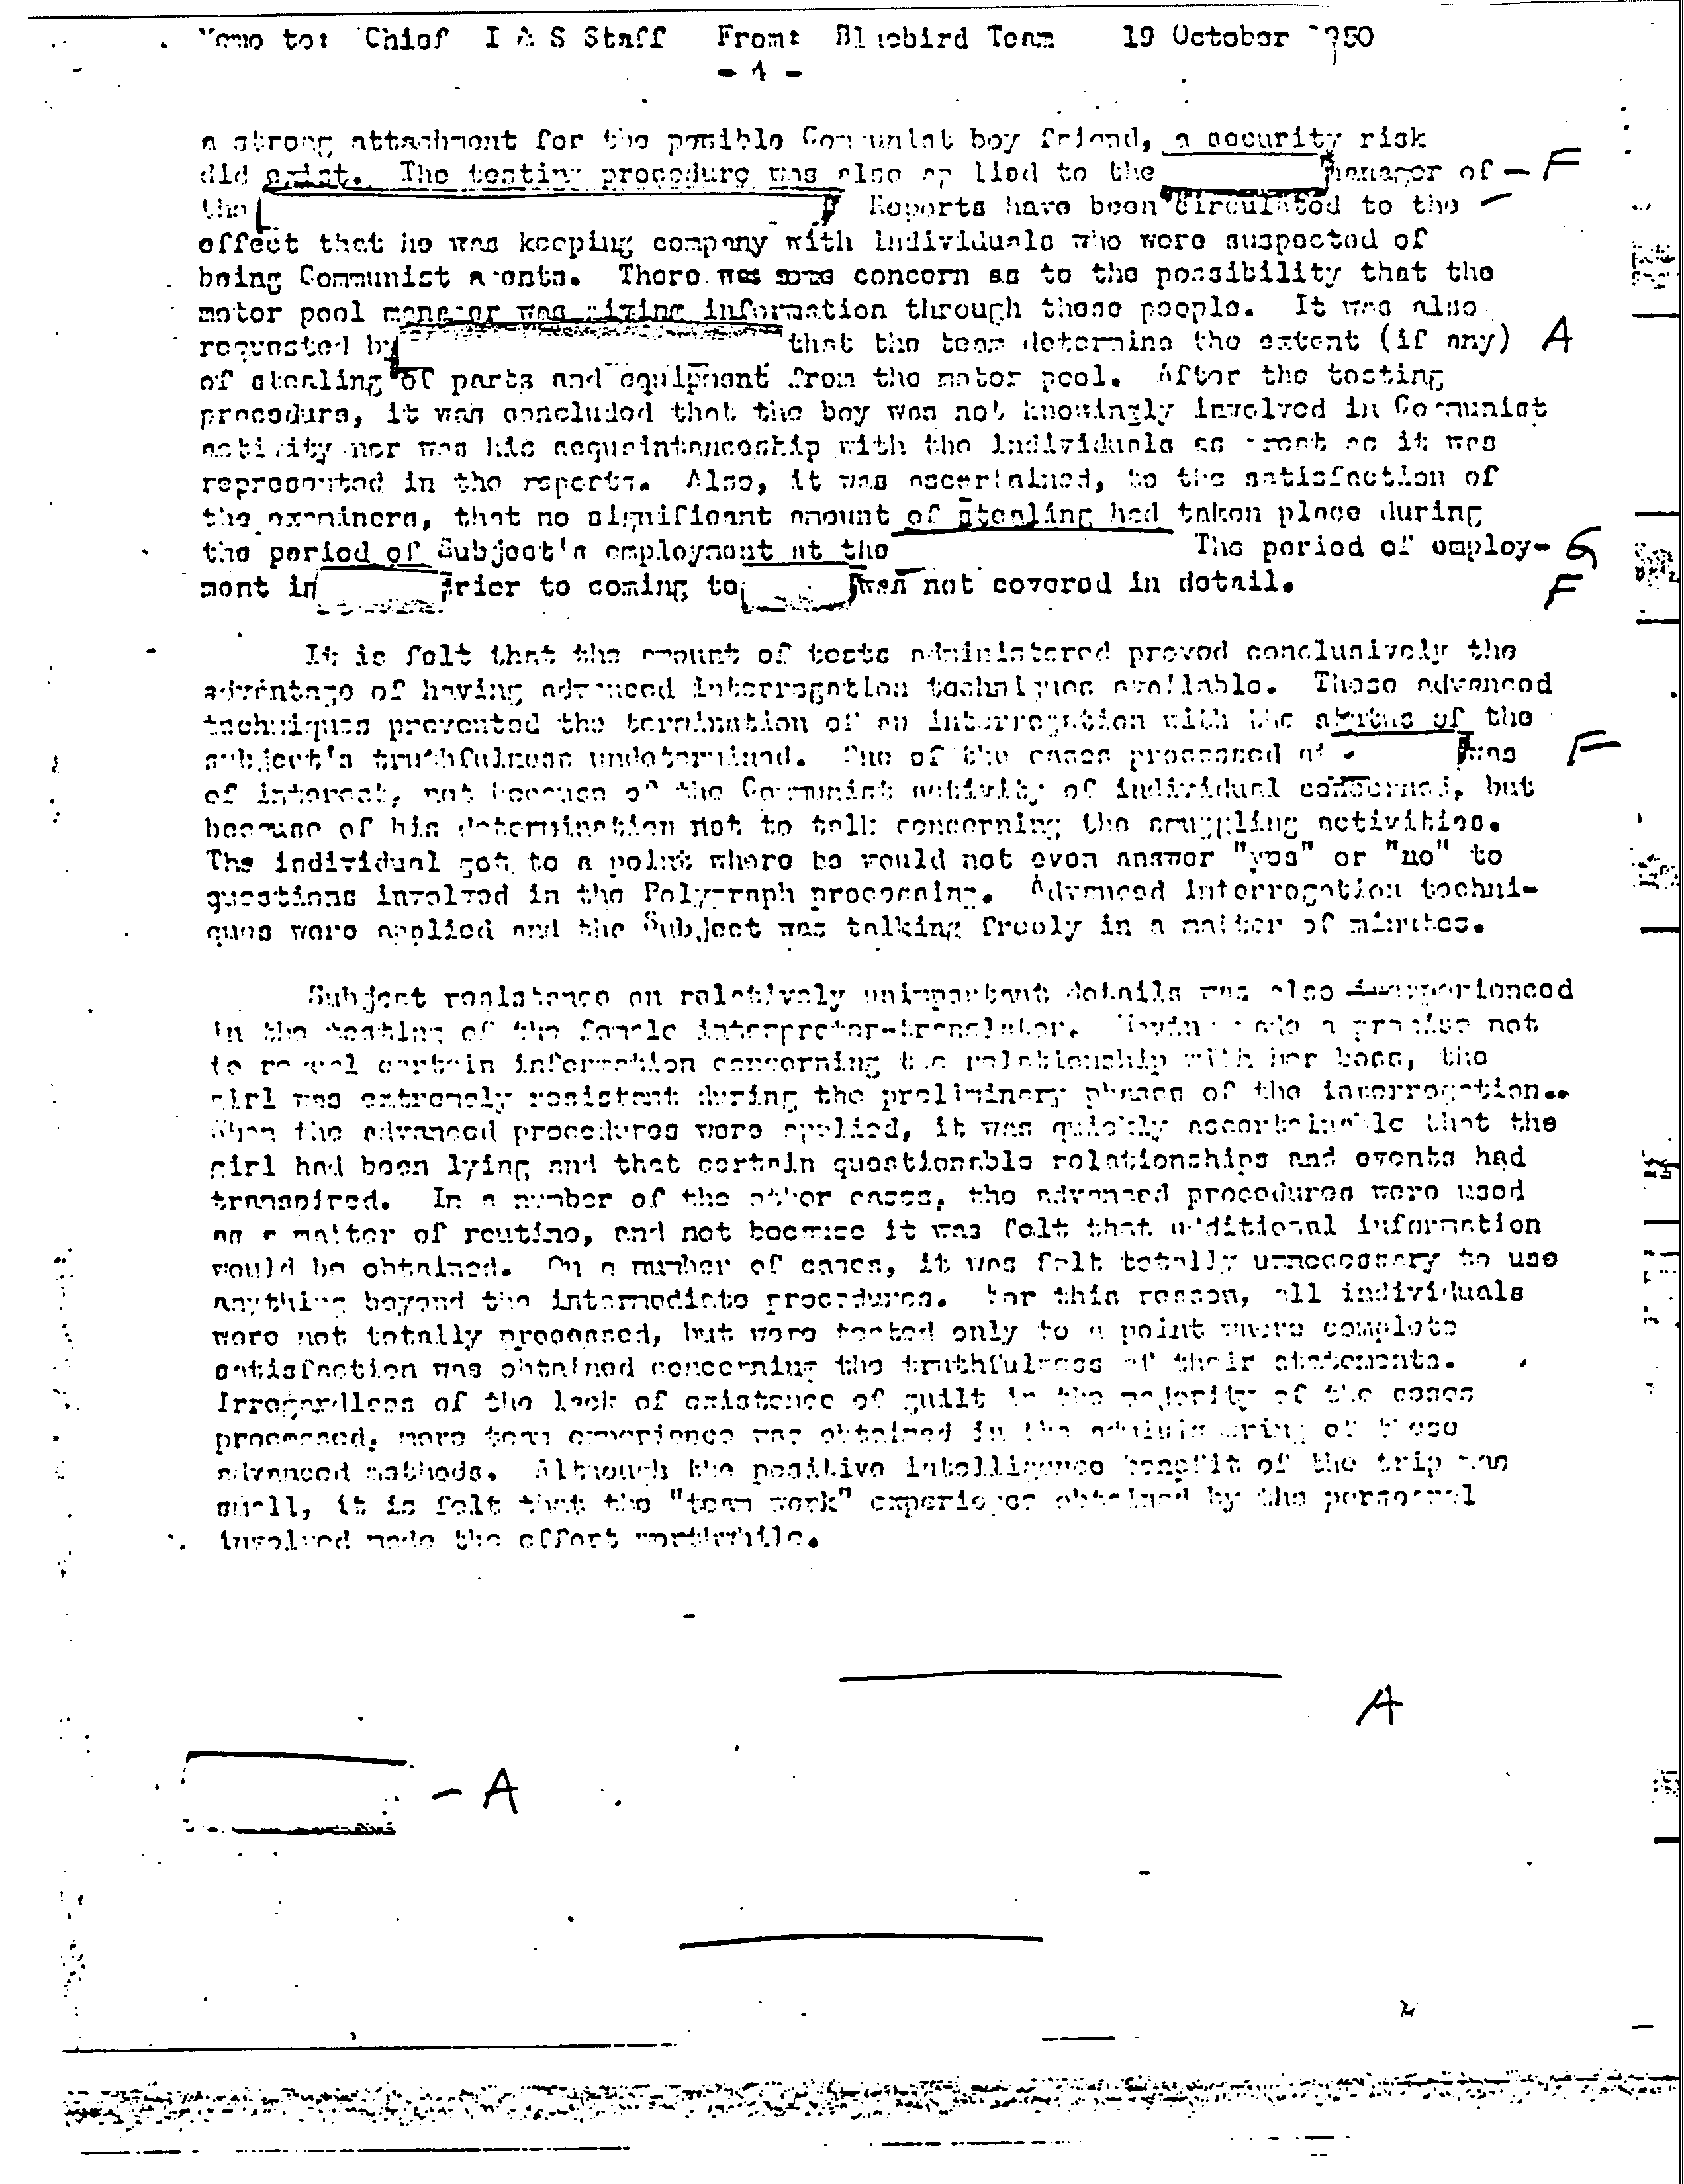 Memo to: Chief I & S Staff From: Bluebird Team 19 October 1950
- 4 -
a strong attachment for the posible Communist boy friend, a security risk
did exist. The testing procedure was also applied to the manager of - F
the Reports have been circulated to the
effect that he was keeping company with individuals who were suspected of
being Communist agents. There was some concern as to the possibility that the
motor pool manager was giving information through these people. It was also
requested by that the team determine the extent (if any) A
of stealing of parts and equipment from the motor pool. After the testing
procedure, it was concluded that the boy was not knowingly involved in Communist
activity nor was his acquaintanceship with the individuals as great as it was
represented in the reports. Also, it was ascertained, to the satisfaction of
the examiners, that no significant amount of stealing had taken place during
the period of Subject's employment at the The period of employ- G
ment in prior to coming to was not covered in detail. F
It is felt that the amount of tests administered proved conclusively the
advantage of having advanced interrogation techniques available. These advanced
techniques prevented the termination of an interrogation with the status of the
subject's truthfulness undetermined. One of the cases processed at was F
of interest, not because of the Communist activity of individual concerned, but
because of his determination not to talk concerning the smuggling activities.
The individual got to a point where he would not even answer "yes" or "no" to
questions involved in the Polygraph processing. Advanced interrogation techni-
ques were applied and the Subject was talking freely in a matter of minutes.
Subject resistance on relatively unimportant details was also experienced
in the testing of the female interpreter-translator. Having made a promise not
to reveal certain information concerning the relationship with her boss, the
girl was extremely resistant during the preliminary phases of the interrogation..
When the advanced procedures were applied, it was quickly ascertainable that the
girl had been lying and that certain questionable relationships and events had
transpired. In a number of the other cases, the advanced procedures were used
as a matter of routine, and not because it was felt that additional information
would be obtained. On a number of cases, it was felt totally unnecessary to use
anything beyond the intermediate procedures. For this reason, all individuals
were not totally processed, but were tested only to a point where complete
satisfaction was obtained concerning the truthfulness of their statements.
Irregardless of the lack of existence of guilt in the majority of the cases
processed, more team experience was obtained in the administering of these
advanced methods. Although the positive intelligence benefit of the trip was
small, it is felt that the "team work" experience obtained by the personnel
involved made the effort worthwhile.
A
- A